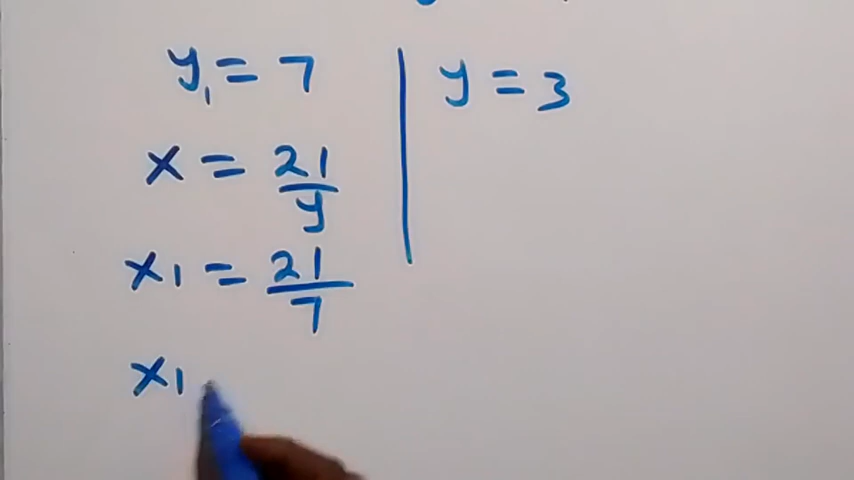 y₁ = 7
x = 21/y
x₁ = 21/7
x₁
y = 3